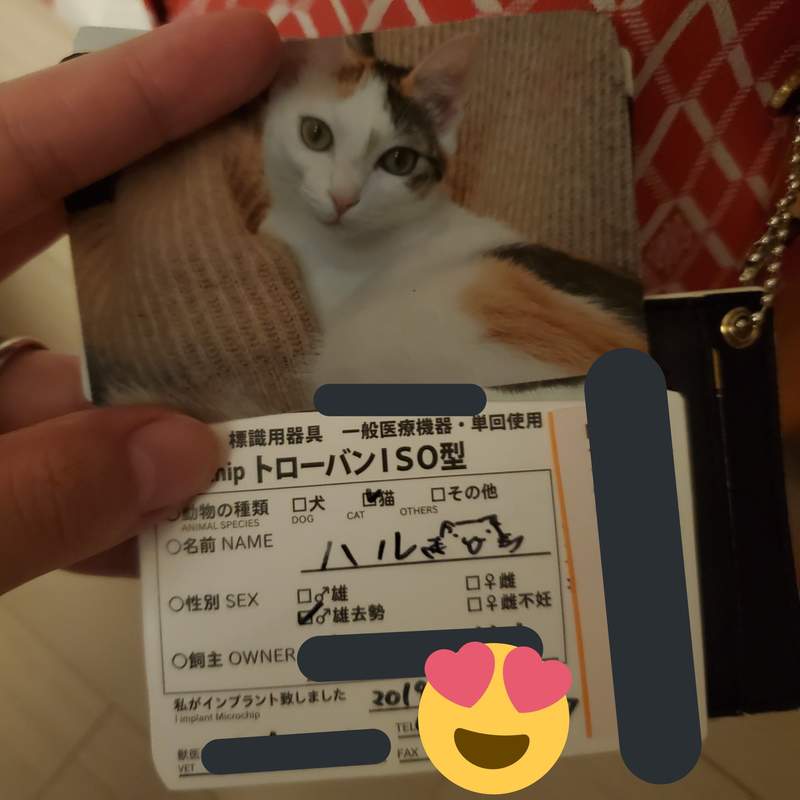 標識用器具 一般医療機器・単回使用
トローバンISO型
○動物の種類 □犬 ☑猫 □その他
ANIMAL SPECIES DOG CAT OTHERS
○名前 NAME ハル
○性別 SEX □♂雄 □♀雌
☑♂雄去勢 □♀雌不妊
○飼主 OWNER
私がインプラント致しました 2019
I implant Microchip
TEL
獣医
VET FAX